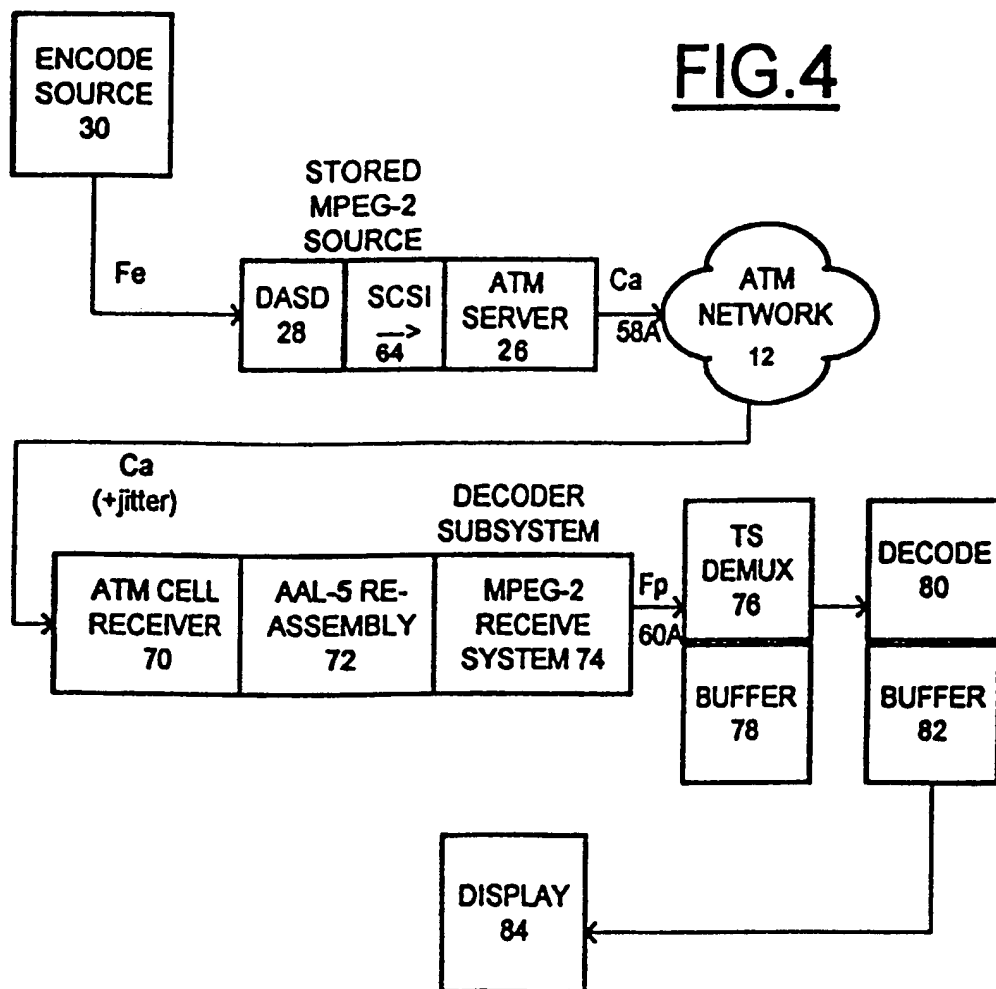 FIG.4
ENCODE
SOURCE
30
Fe
STORED
MPEG-2
SOURCE
DASD
28
SCSI
-->
64
ATM
SERVER
26
Ca
58A
ATM
NETWORK
12
Ca
(+jitter)
DECODER
SUBSYSTEM
ATM CELL
RECEIVER
70
AAL-5 RE-
ASSEMBLY
72
MPEG-2
RECEIVE
SYSTEM 74
Fp
60A
TS
DEMUX
76
BUFFER
78
DECODE
80
BUFFER
82
DISPLAY
84